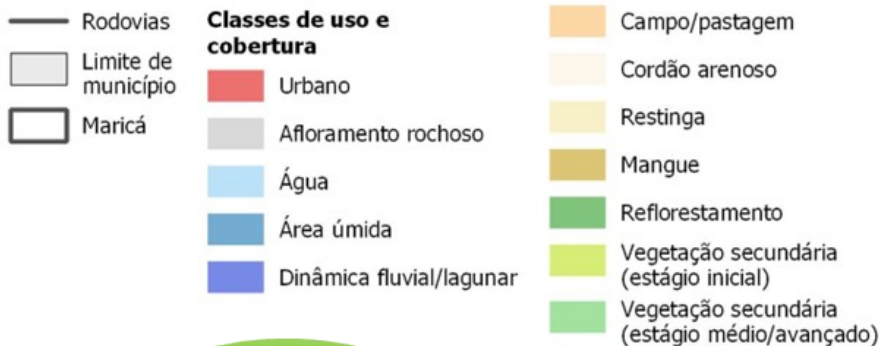 Rodovias
Limite de
município
Maricá
Classes de uso e
cobertura
Urbano
Afloramento rochoso
Água
Área úmida
Dinâmica fluvial/lagunar
Campo/pastagem
Cordão arenoso
Restinga
Mangue
Reflorestamento
Vegetação secundária
(estágio inicial)
Vegetação secundária
(estágio médio/avançado)